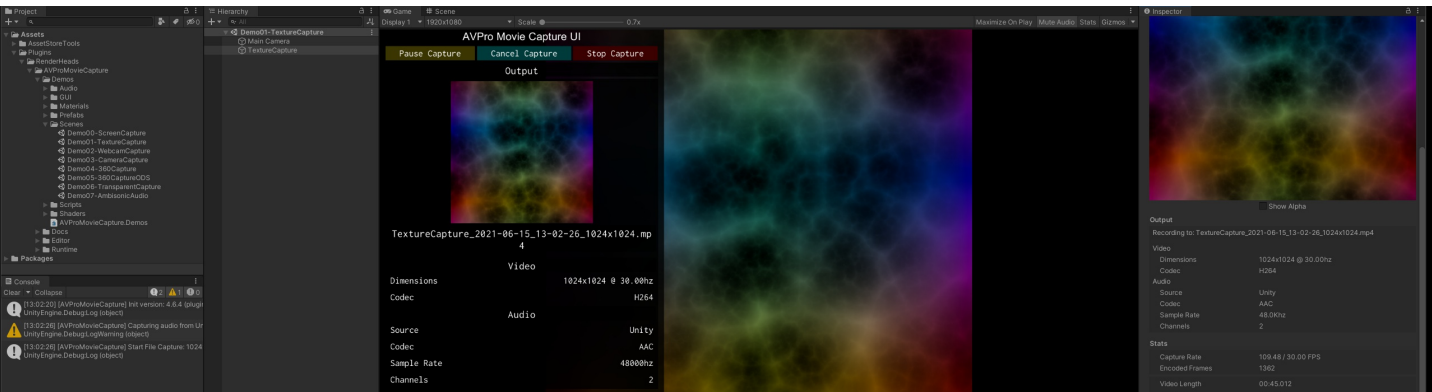 Project
Assets
AssetStoreTools
Plugins
RenderHeads
AVProMovieCapture
Demos
Audio
GUI
Materials
Prefabs
Scenes
Demo00-ScreenCapture
Demo01-TextureCapture
Demo02-WebcamCapture
Demo03-CameraCapture
Demo04-360Capture
Demo05-360CaptureODS
Demo06-TransparentCapture
Demo07-AmbisonicAudio
Scripts
Shaders
AVProMovieCapture.Demos
Docs
Editor
Runtime
Packages
Console
Clear Collapse 2 1 0
[13:02:20] [AVProMovieCapture] Init version: 4.6.4 (plugi
UnityEngine.Debug:Log (object)
[13:02:26] [AVProMovieCapture] Capturing audio from Ur
UnityEngine.Debug:LogWarning (object)
[13:02:26] [AVProMovieCapture] Start File Capture: 1024
UnityEngine.Debug:Log (object)
Hierarchy
All
Demo01-TextureCapture
Main Camera
TextureCapture
Game Scene
Display 1 1920x1080 Scale 0.7x Maximize On Play Mute Audio Stats Gizmos
AVPro Movie Capture UI
Pause Capture Cancel Capture Stop Capture
Output
TextureCapture_2021-06-15_13-02-26_1024x1024.mp
4
Video
Dimensions 1024x1024 @ 30.00hz
Codec H264
Audio
Source Unity
Codec AAC
Sample Rate 48000hz
Channels 2
Inspector
Show Alpha
Output
Recording to: TextureCapture_2021-06-15_13-02-26_1024x1024.mp4
Video
Dimensions 1024x1024 @ 30.00hz
Codec H264
Audio
Source Unity
Codec AAC
Sample Rate 48.0Khz
Channels 2
Stats
Capture Rate 109.48 / 30.00 FPS
Encoded Frames 1362
Video Length 00:45.012